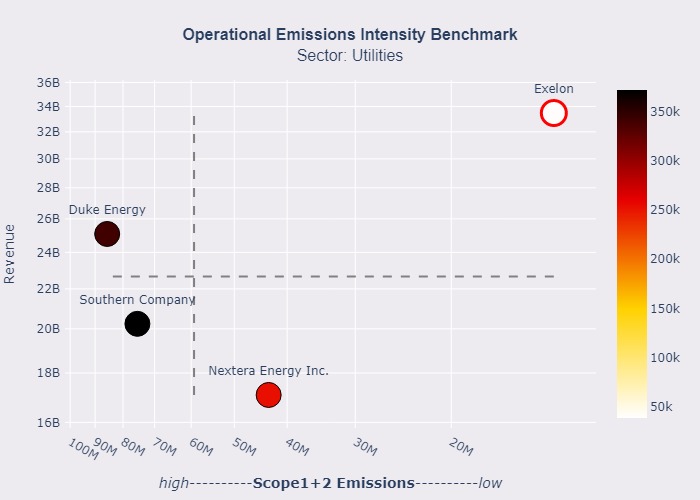 Operational Emissions Intensity Benchmark
Sector: Utilities
36B
34B
32B
30B
28B
26B
24B
22B
20B
18B
16B
Revenue
Exelon
Duke Energy
Southern Company
Nextera Energy Inc.
350k
300k
250k
200k
150k
100k
50k
100M 90M 80M 70M 60M 50M 40M 30M 20M
high----------Scope1+2 Emissions----------low